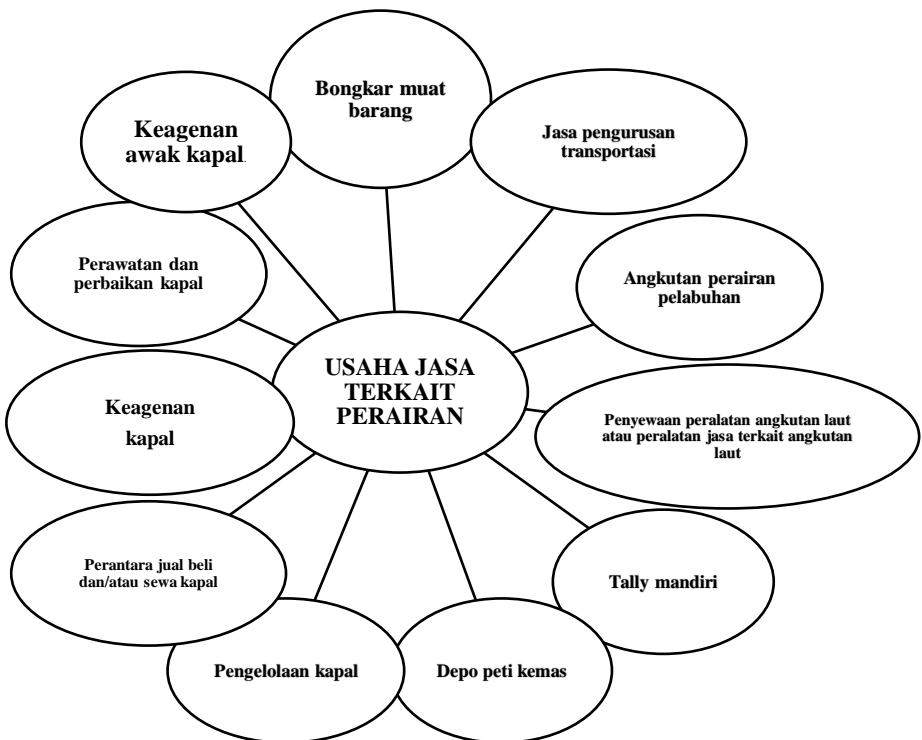 Bongkar muat
barang
Jasa pengurusan
transportasi
Angkutan perairan
pelabuhan
Penyewaan peralatan angkutan laut
atau peralatan jasa terkait angkutan
laut
Tally mandiri
Depo peti kemas
Pengelolaan kapal
Perantara jual beli
dan/atau sewa kapal
Keagenan
kapal
Perawatan dan
perbaikan kapal
Keagenan
awak kapal.
USAHA JASA
TERKAIT
PERAIRAN